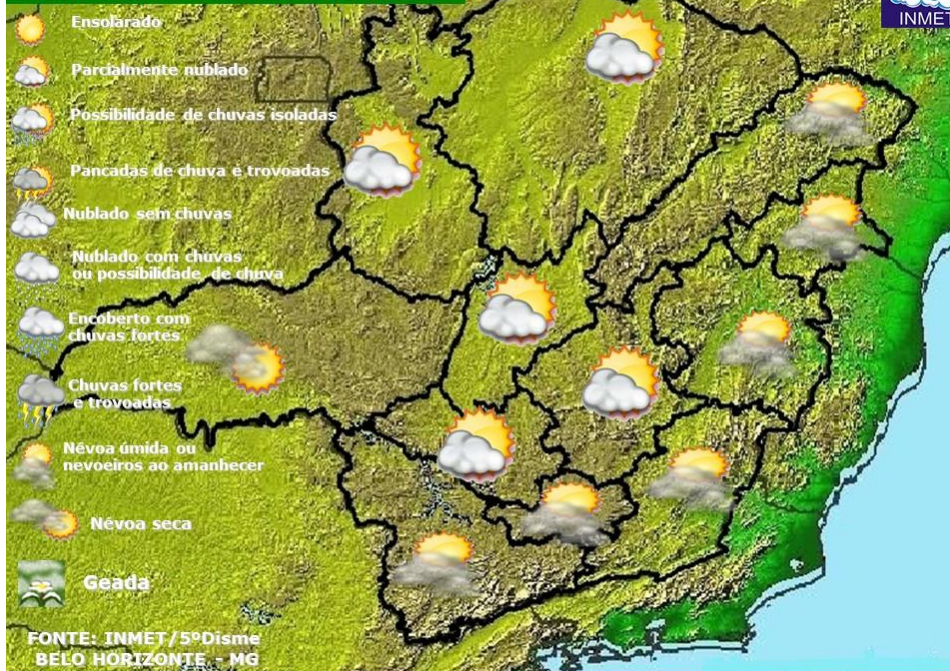 INMET
Ensolarado
Parcialmente nublado
Possibilidade de chuvas isoladas
Pancadas de chuva e trovoadas
Nublado sem chuvas
Nublado com chuvas
ou possibilidade de chuva
Encoberto com
chuvas fortes
Chuvas fortes
e trovoadas
Névoa úmida ou
nevoeiros ao amanhecer
Névoa seca
Geada
FONTE: INMET/5ºDisme
BELO HORIZONTE - MG